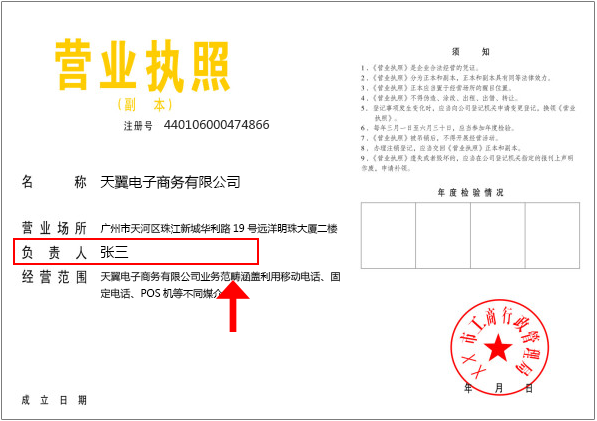 营业执照
（副 本）
注册号 440106000474866
名 称 天翼电子商务有限公司
营业场所 广州市天河区珠江新城华利路19号远洋明珠大厦二楼
负 责 人 张三
经营范围 天翼电子商务有限公司业务范畴涵盖利用移动电话、固
定电话、POS 机等不同媒介
成立日期
须 知
1、《营业执照》是企业合法经营的凭证。
2、《营业执照》分为正本和副本，正本和副本具有同等法律效力。
3、《营业执照》正本应当置于经营场所的醒目位置。
4、《营业执照》不得伪造、涂改、出租、出借、转让。
5、登记事项发生变化时，应当向公司登记机关申请变更登记，换领《营业
执照》。
6、每年三月一日至六月三十日，应当参加年度检验。
7、《营业执照》被吊销后，不得开展经营活动。
8、办理注销登记，应当交回《营业执照》正本和副本。
9、《营业执照》遗失或者毁坏的，应当在公司登记机关指定的报刊上声明
作废，申请补领。
年度检验情况
XX市工商行政管理局
年 月 日